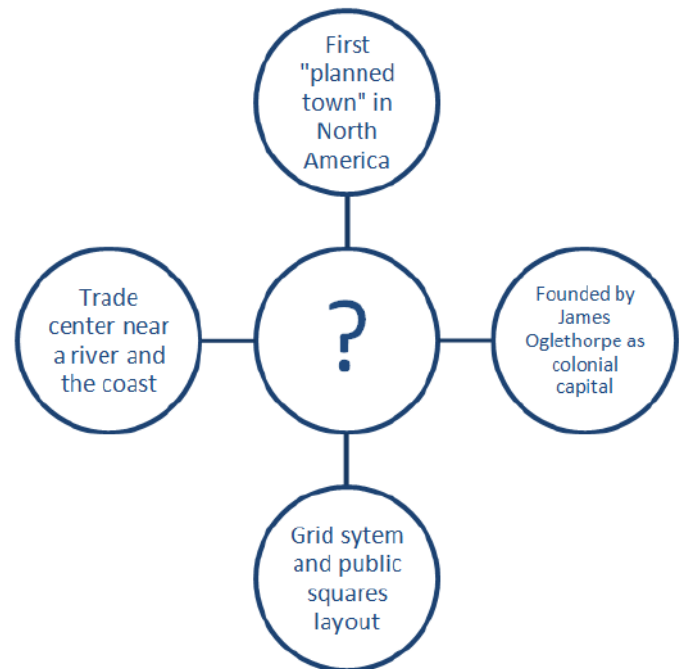 First
"planned
town" in
North
America
Trade
center near
a river and
the coast
?
Founded by
James
Oglethorpe as
colonial
capital
Grid sytem
and public
squares
layout